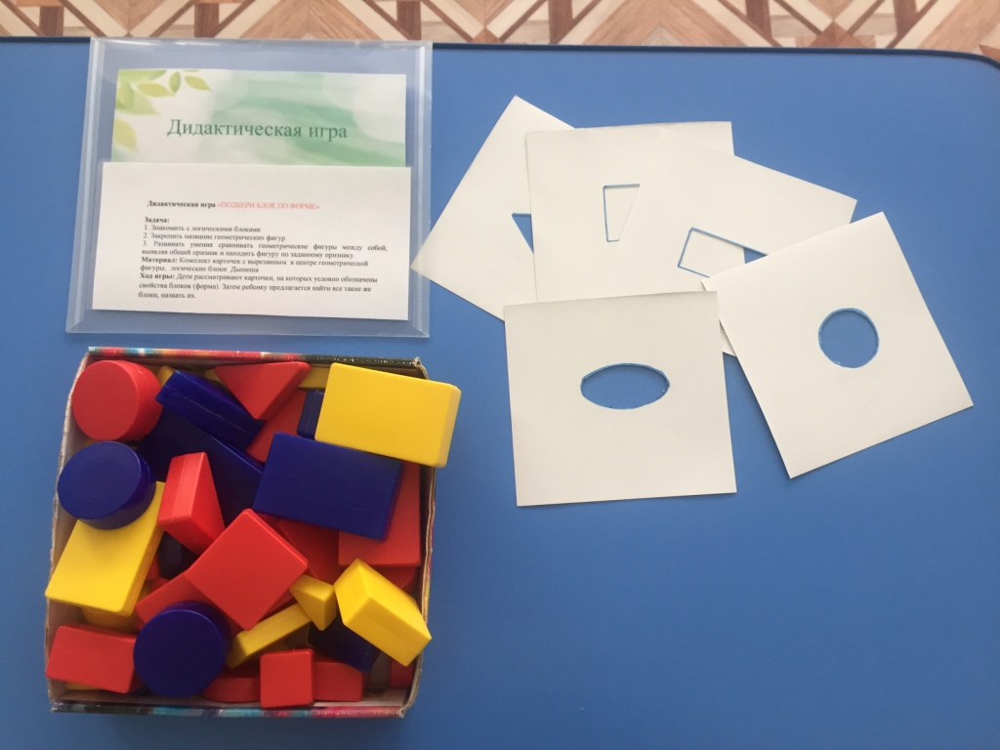 Дидактическая игра
Дидактическая игра «ПОДБЕРИ БЛОК ПО ФОРМЕ»
Задача:
1. Знакомить с логическими блоками
2. Закрепить название геометрических фигур
3. Развивать умения сравнивать геометрические фигуры между собой,
выявляя общий признак и находить фигуру по заданному признаку.
Материал: Комплект карточек с вырезанным в центре геометрической
фигуры, логические блоки Дьенеша
Ход игры: Дети рассматривают карточки, на которых условно обозначены
свойства блоков (форма). Затем ребенку предлагается найти все такие же
блоки, назвать их.